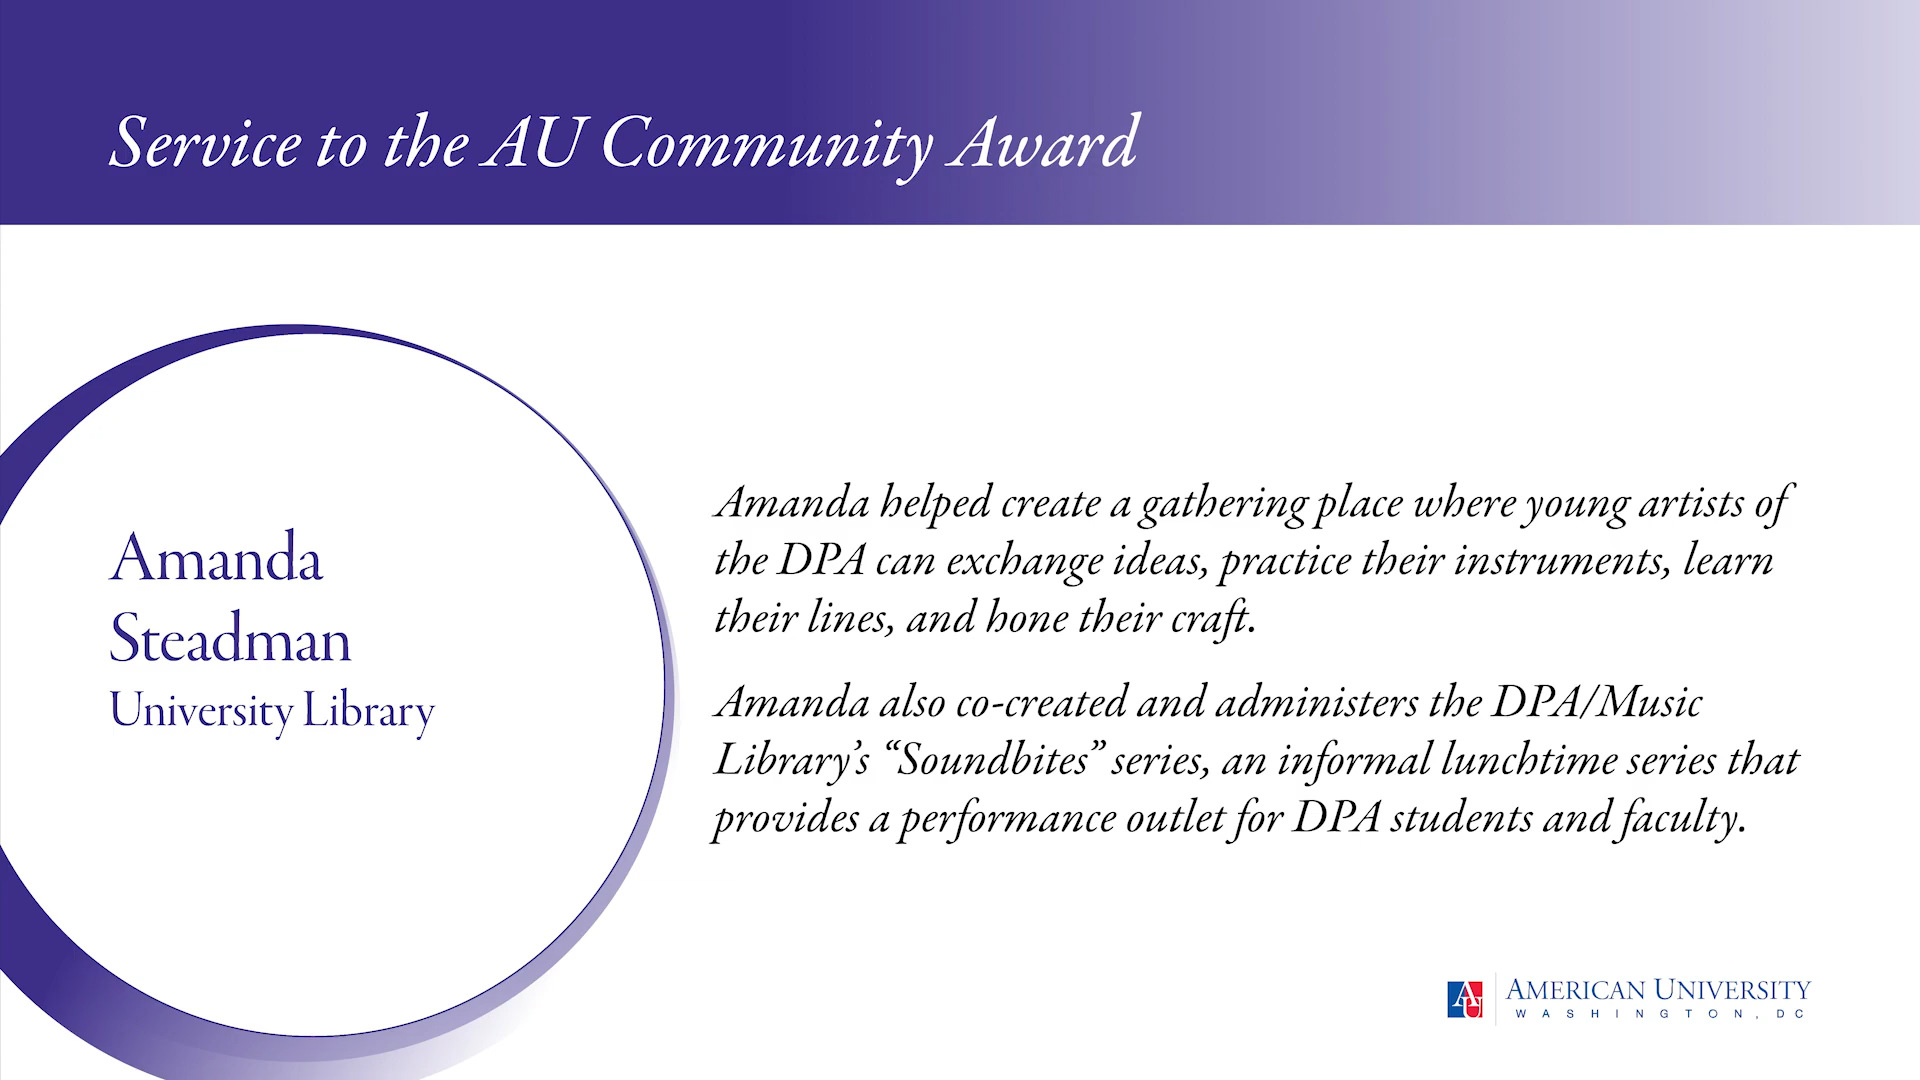 Service to the AU Community Award
Amanda
Steadman
University Library
Amanda helped create a gathering place where young artists of
the DPA can exchange ideas, practice their instruments, learn
their lines, and hone their craft.
Amanda also co-created and administers the DPA/Music
Library’s “Soundbites” series, an informal lunchtime series that
provides a performance outlet for DPA students and faculty.
AU
AMERICAN UNIVERSITY
WASHINGTON, DC